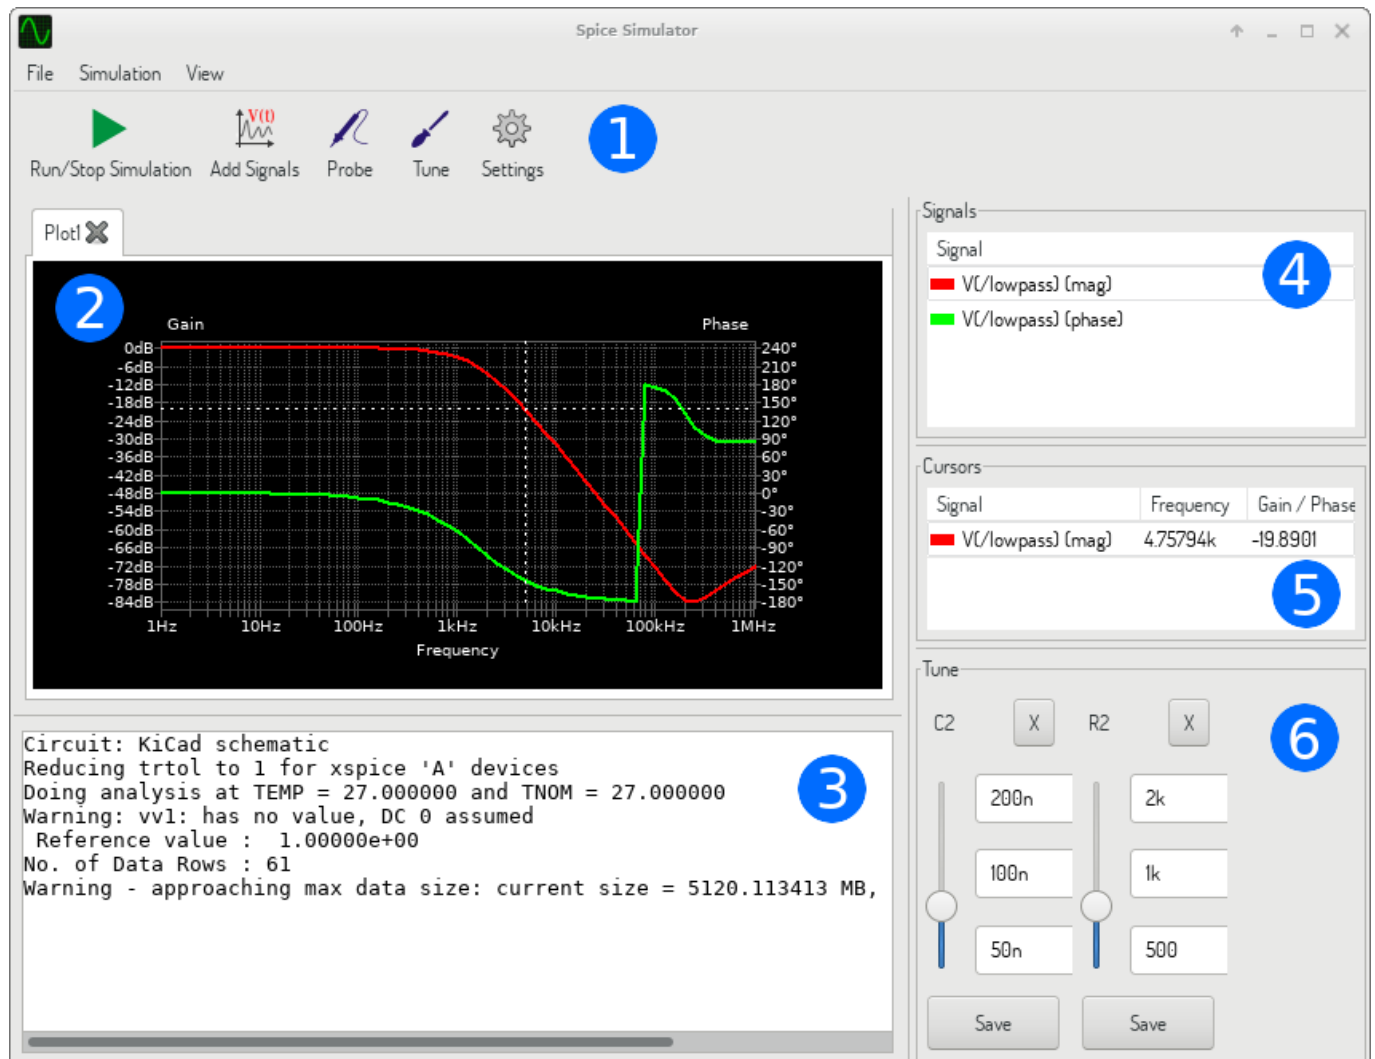 Spice Simulator
File Simulation View
Run/Stop Simulation Add Signals Probe Tune Settings
V(t)
1
Plot1
2
Gain Phase
0dB
-6dB
-12dB
-18dB
-24dB
-30dB
-36dB
-42dB
-48dB
-54dB
-60dB
-66dB
-72dB
-78dB
-84dB
240°
210°
180°
150°
120°
90°
60°
30°
0°
-30°
-60°
-90°
-120°
-150°
-180°
1Hz 10Hz 100Hz 1kHz 10kHz 100kHz 1MHz
Frequency
Circuit: KiCad schematic
Reducing trtol to 1 for xspice 'A' devices
Doing analysis at TEMP = 27.000000 and TNOM = 27.000000
Warning: vv1: has no value, DC 0 assumed
Reference value : 1.00000e+00
No. of Data Rows : 61
Warning - approaching max data size: current size = 5120.113413 MB,
3
Signals
Signal
V(/lowpass) (mag)
V(/lowpass) (phase)
4
Cursors
Signal Frequency Gain / Phase
V(/lowpass) (mag) 4.75794k -19.8901
5
Tune
C2 X R2 X
6
200n 2k
100n 1k
50n 500
Save Save